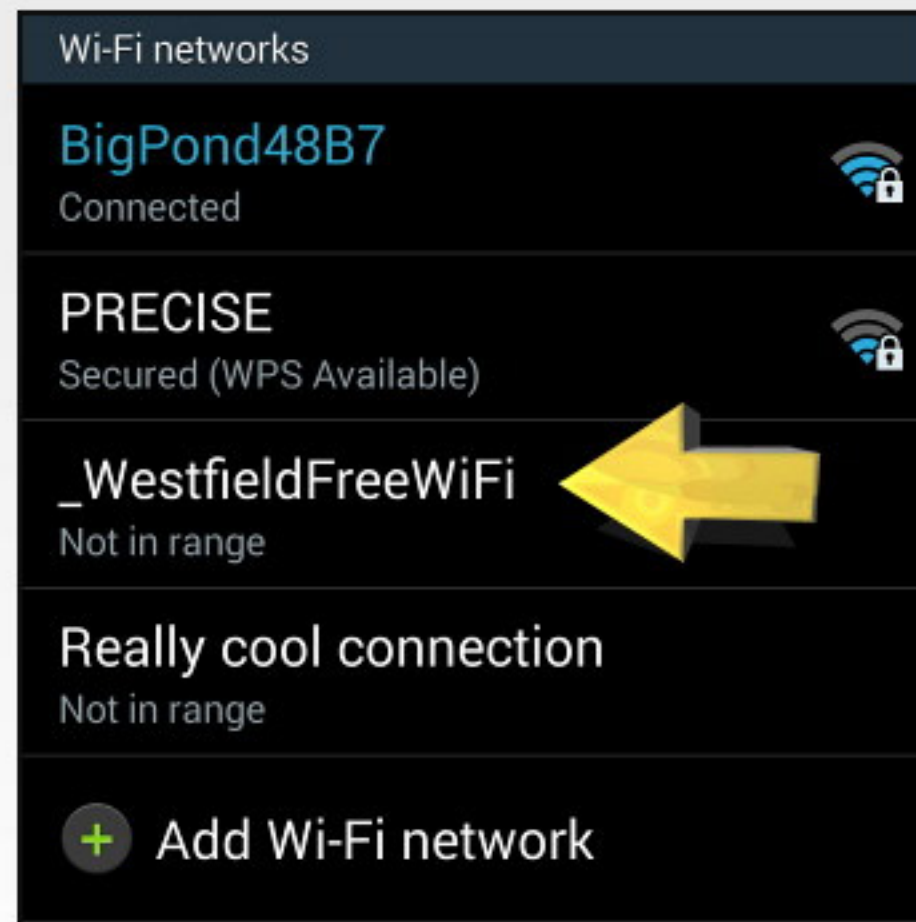 Wi-Fi networks
BigPond48B7
Connected
PRECISE
Secured (WPS Available)
_WestfieldFreeWiFi
Not in range
Really cool connection
Not in range
Add Wi-Fi network